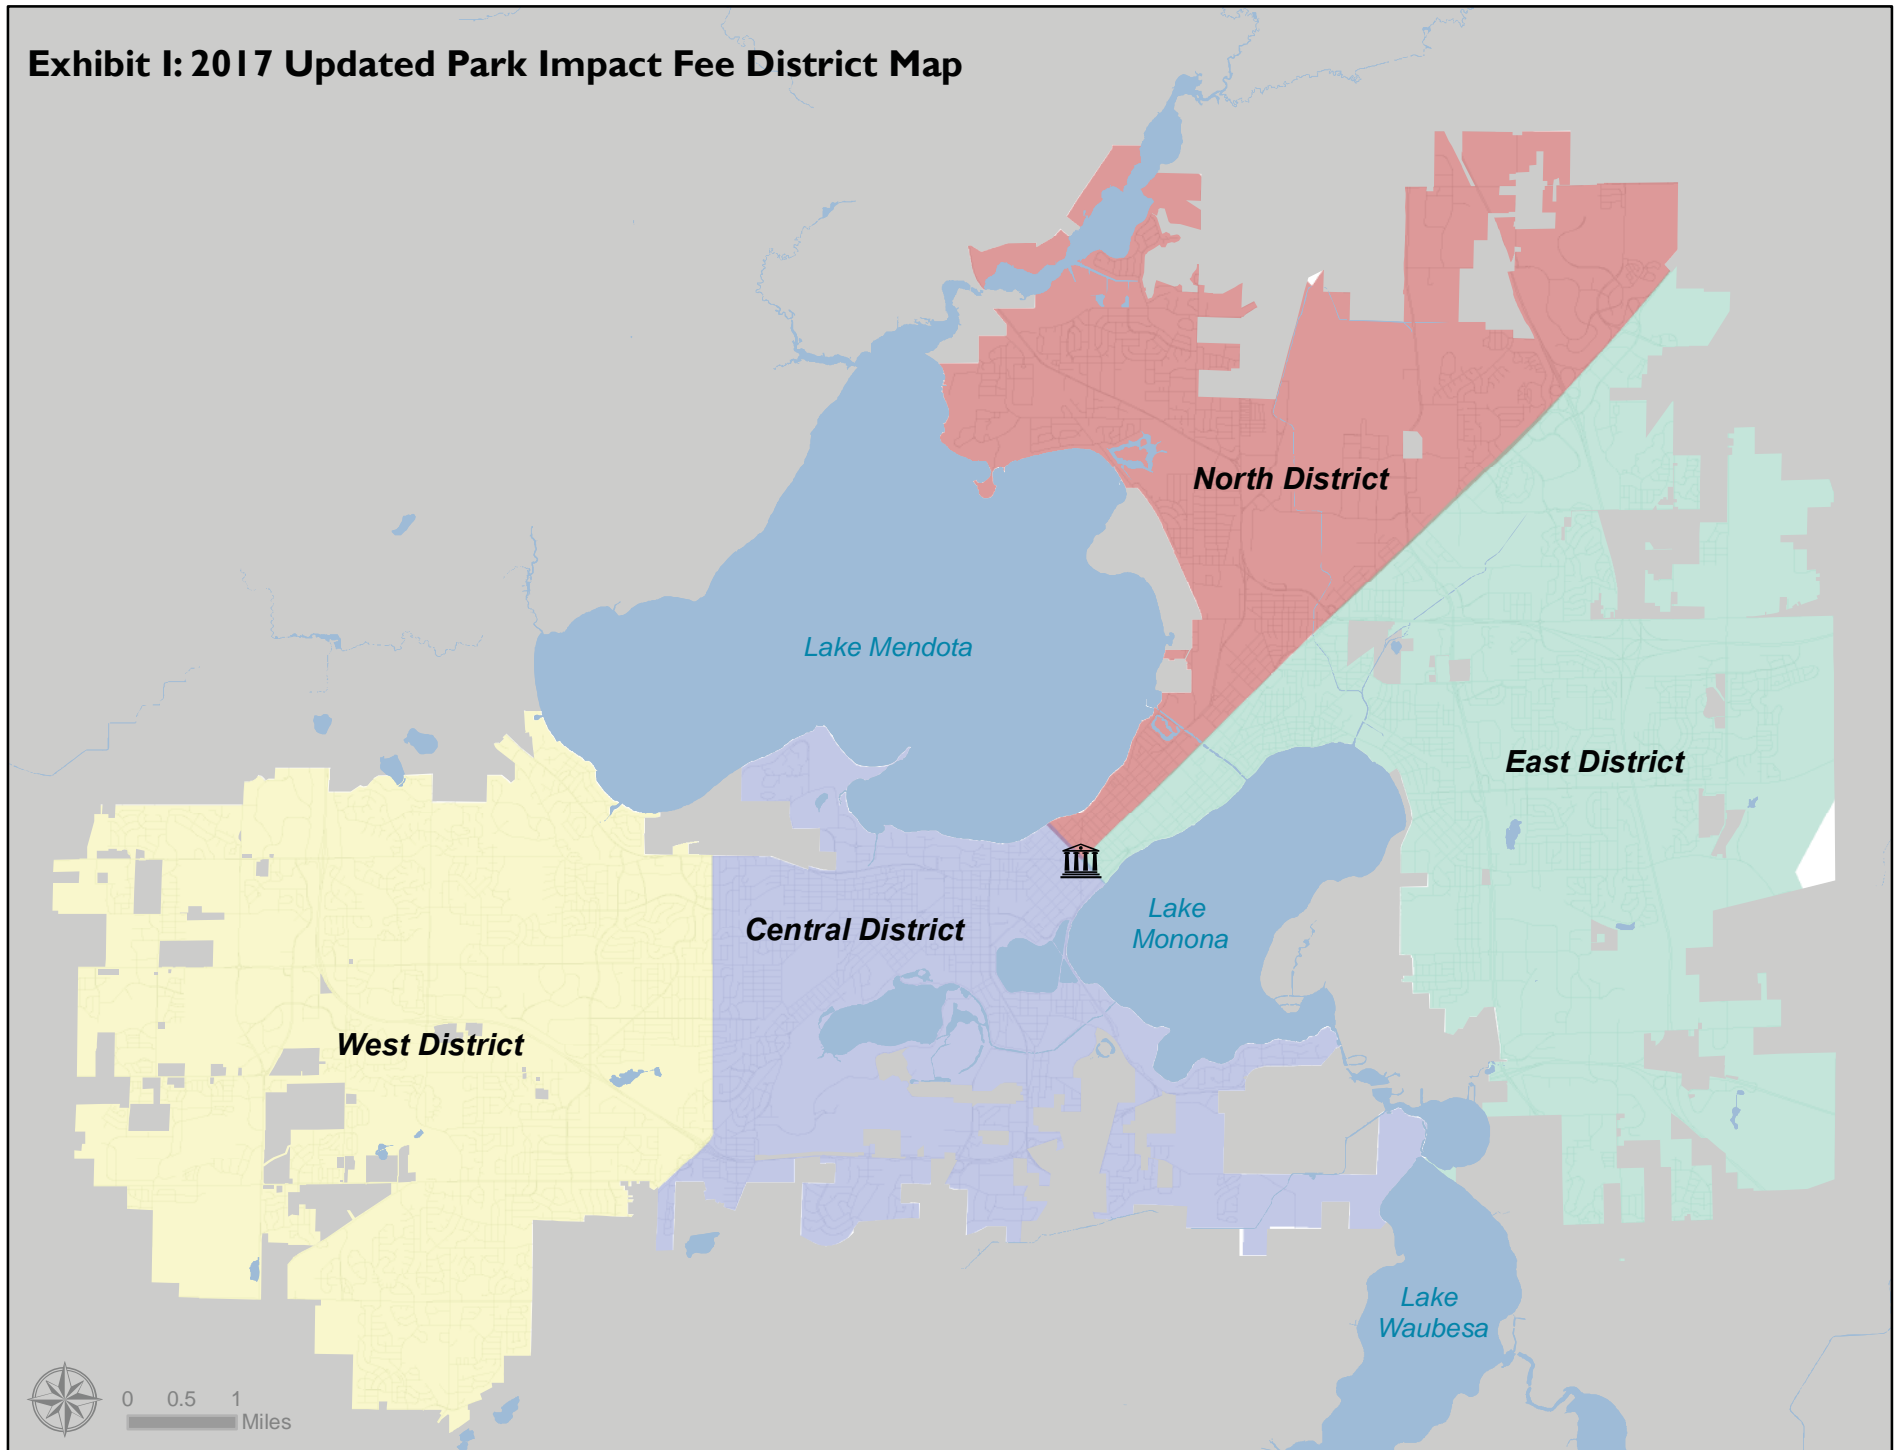 Exhibit I: 2017 Updated Park Impact Fee District Map
North District
Lake Mendota
East District
Lake
Monona
Central District
West District
Lake
Waubesa
0 0.5 1
Miles